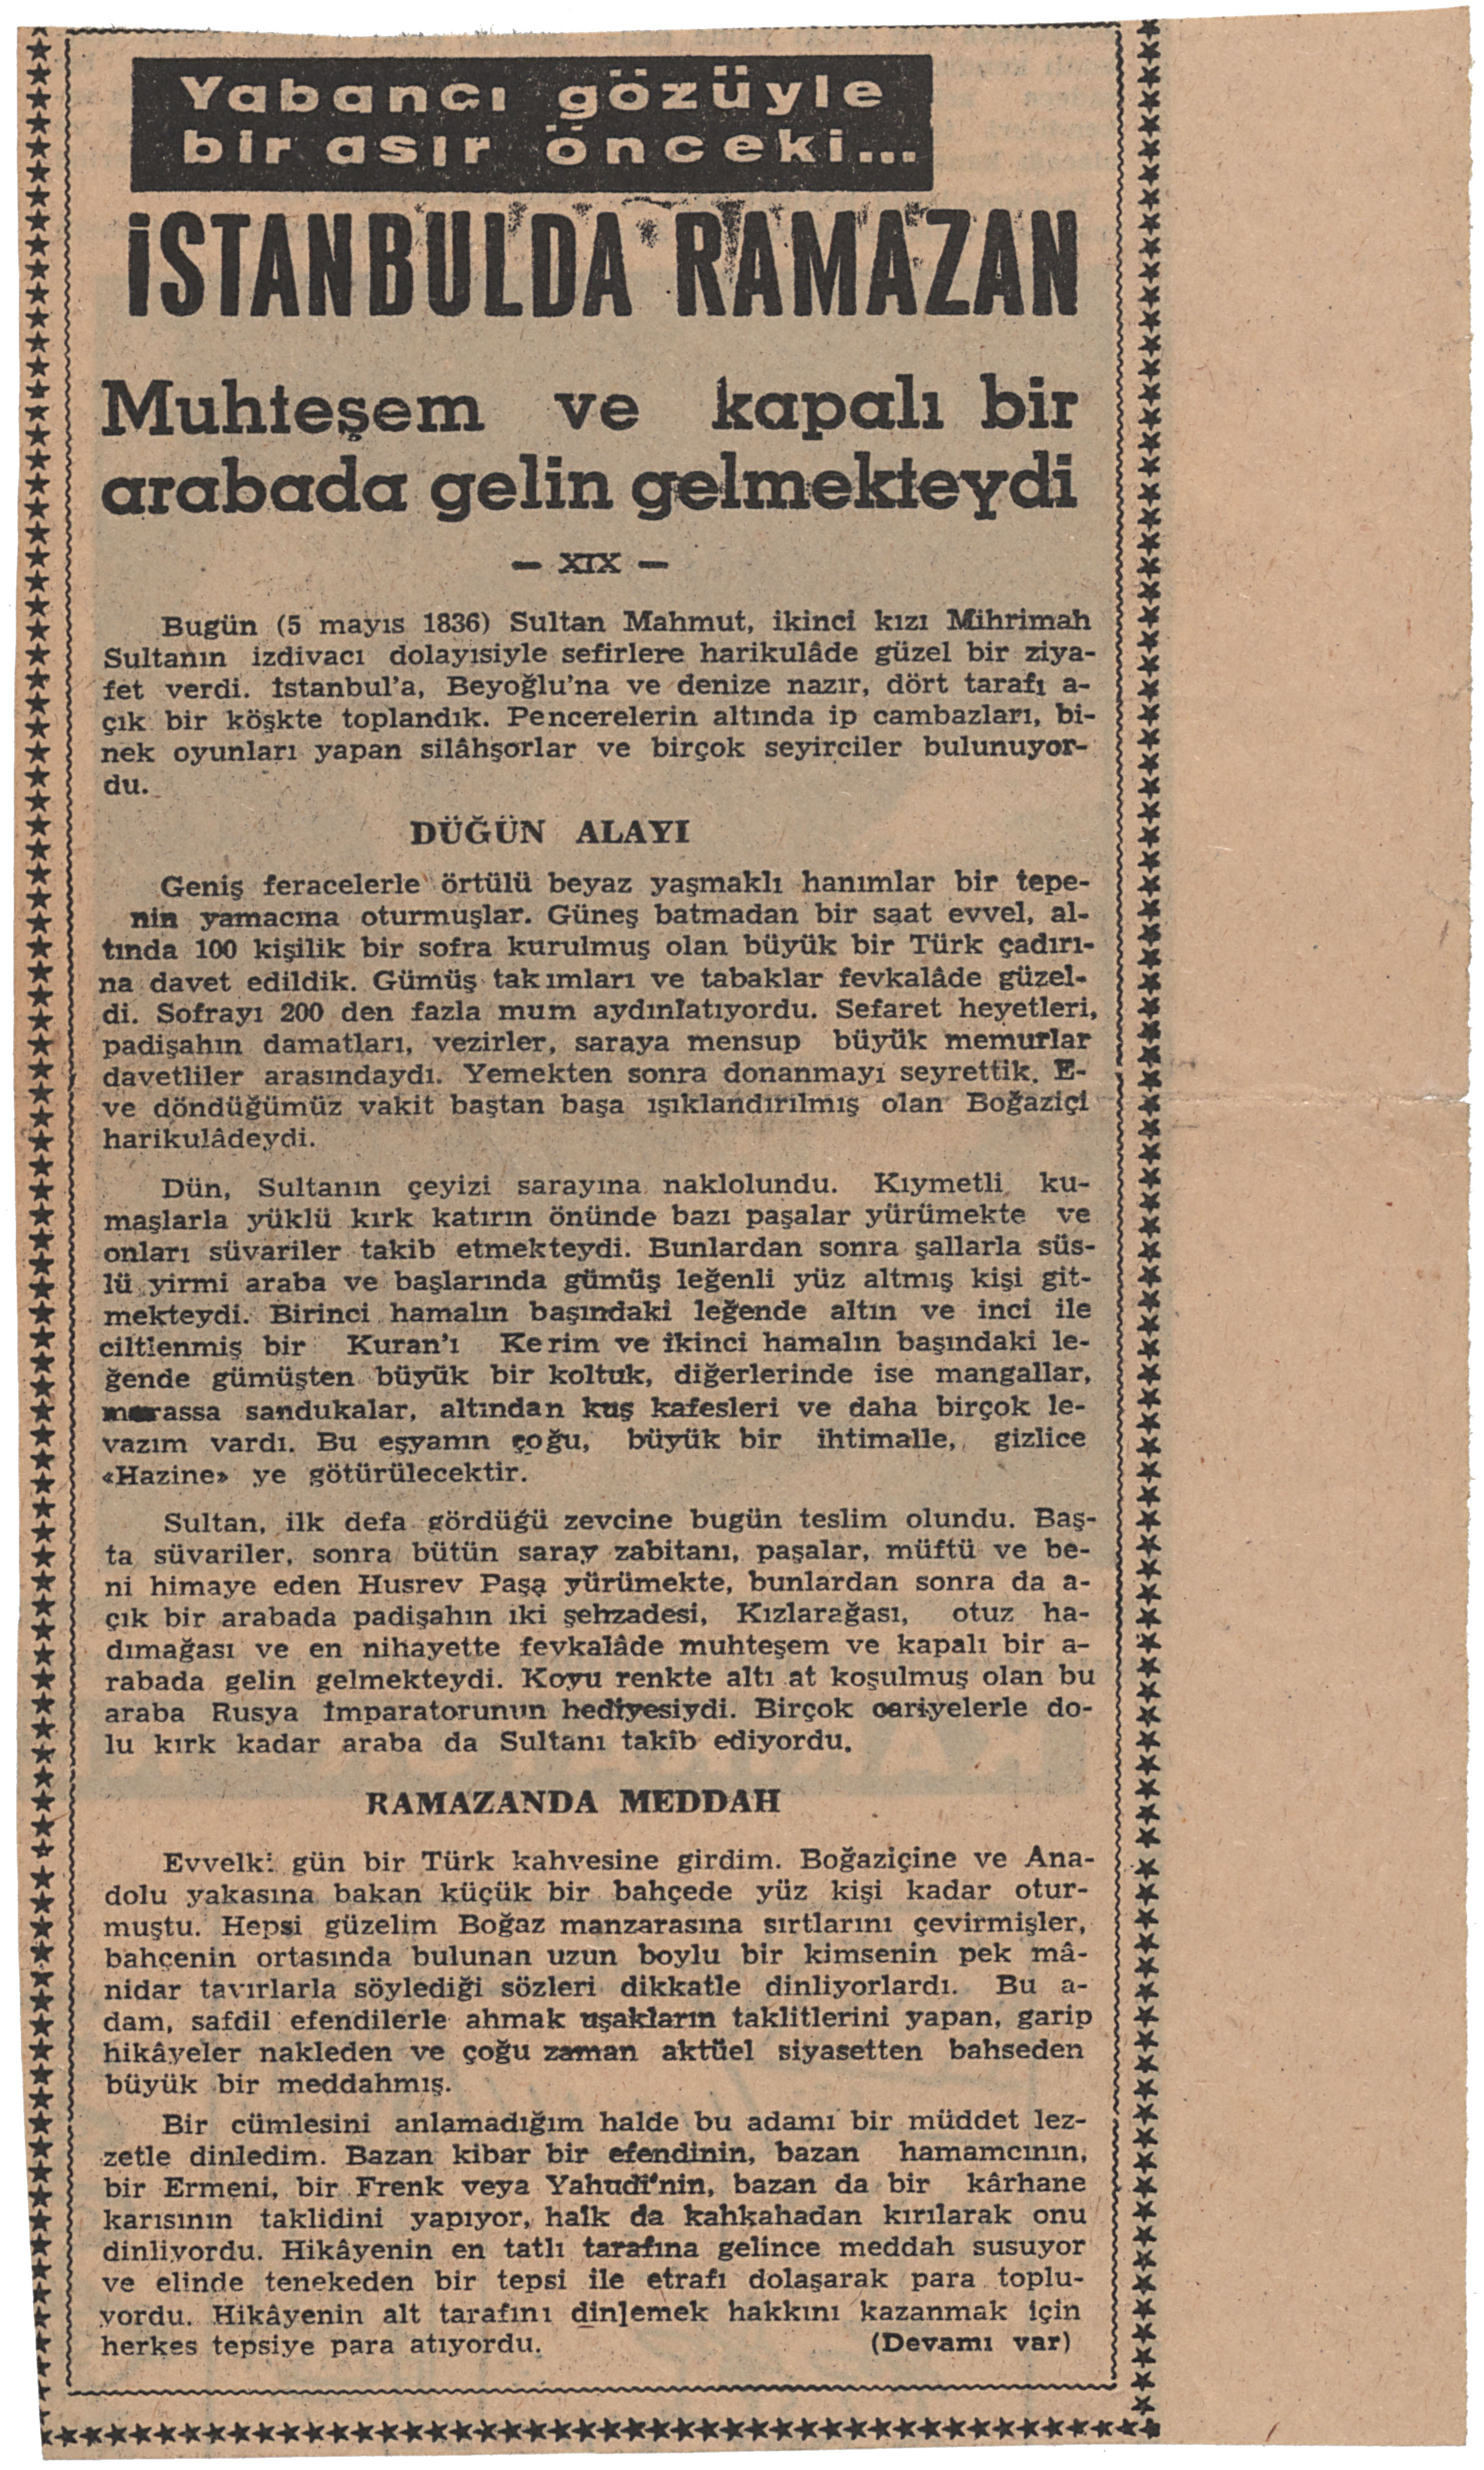 Yabancı gözüyle
bir asır önceki...
İSTANBULDA RAMAZAN
Muhteşem ve kapalı bir
arabada gelin gelmekteydi
— XIX —
Bugün (5 mayıs 1836) Sultan Mahmut, ikinci kızı Mihrimah
Sultanın izdivacı dolayısiyle sefirlere harikulâde güzel bir ziya-
fet verdi. İstanbul'a, Beyoğlu'na ve denize nazır, dört tarafı a-
çık bir köşkte toplandık. Pencerelerin altında ip cambazları, bi-
nek oyunları yapan silâhşorlar ve birçok seyirciler bulunuyor-
du.
DÜĞÜN ALAYI
Geniş feracelerle örtülü beyaz yaşmaklı hanımlar bir tepe-
nin yamacına oturmuşlar. Güneş batmadan bir saat evvel, al-
tında 100 kişilik bir sofra kurulmuş olan büyük bir Türk çadırı-
na davet edildik. Gümüş takımları ve tabaklar fevkalâde güzel-
di. Sofrayı 200 den fazla mum aydınlatıyordu. Sefaret heyetleri,
padişahın damatları, vezirler, saraya mensup büyük memurlar
davetliler arasındaydı. Yemekten sonra donanmayı seyrettik. E-
ve döndüğümüz vakit baştan başa ışıklandırılmış olan Boğaziçi
harikulâdeydi.
Dün, Sultanın çeyizi sarayına naklolundu. Kıymetli ku-
maşlarla yüklü kırk katırın önünde bazı paşalar yürümekte ve
onları süvariler takib etmekteydi. Bunlardan sonra şallarla süs-
lü yirmi araba ve başlarında gümüş leğenli yüz altmış kişi git-
mekteydi. Birinci hamalın başındaki leğende altın ve inci ile
ciltlenmiş bir Kuran'ı Kerim ve ikinci hamalın başındaki le-
ğende gümüşten büyük bir koltuk, diğerlerinde ise mangallar,
murassa sandukalar, altından kuş kafesleri ve daha birçok le-
vazım vardı. Bu eşyanın çoğu, büyük bir ihtimalle, gizlice
«Hazine» ye götürülecektir.
Sultan, ilk defa gördüğü zevcine bugün teslim olundu. Baş-
ta süvariler, sonra bütün saray zabitanı, paşalar, müftü ve be-
ni himaye eden Husrev Paşa yürümekte, bunlardan sonra da a-
çık bir arabada padişahın iki şehzadesi, Kızlarağası, otuz ha-
dımağası ve en nihayette fevkalâde muhteşem ve kapalı bir a-
rabada gelin gelmekteydi. Koyu renkte altı at koşulmuş olan bu
araba Rusya İmparatorunun hediyesiydi. Birçok cariyelerle do-
lu kırk kadar araba da Sultanı takib ediyordu.
RAMAZANDA MEDDAH
Evvelki gün bir Türk kahvesine girdim. Boğaziçine ve Ana-
dolu yakasına bakan küçük bir bahçede yüz kişi kadar otur-
muştu. Hepsi güzelim Boğaz manzarasına sırtlarını çevirmişler,
bahçenin ortasında bulunan uzun boylu bir kimsenin pek mâ-
nidar tavırlarla söylediği sözleri dikkatle dinliyorlardı. Bu a-
dam, safdil efendilerle ahmak uşakların taklitlerini yapan, garip
hikâyeler nakleden ve çoğu zaman aktüel siyasetten bahseden
büyük bir meddahmış.
Bir cümlesini anlamadığım halde bu adamı bir müddet lez-
zetle dinledim. Bazan kibar bir efendinin, bazan hamamcının,
bir Ermeni, bir Frenk veya Yahudi'nin, bazan da bir kârhane
karısının taklidini yapıyor, halk da kahkahadan kırılarak onu
dinliyordu. Hikâyenin en tatlı tarafına gelince meddah susuyor
ve elinde tenekeden bir tepsi ile etrafı dolaşarak para toplu-
yordu. Hikâyenin alt tarafını dinlemek hakkını kazanmak için
herkes tepsiye para atıyordu. (Devamı var)